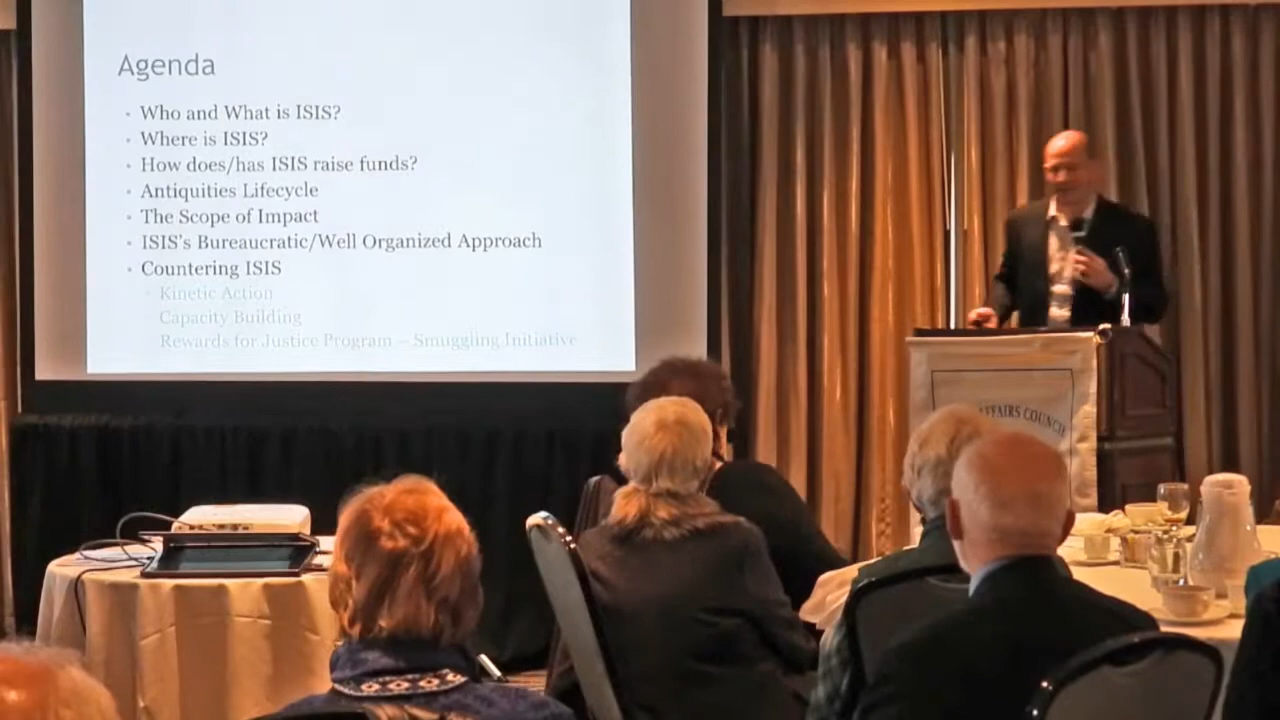 Agenda
Who and What is ISIS?
Where is ISIS?
How does/has ISIS raise funds?
Antiquities Lifecycle
The Scope of Impact
ISIS's Bureaucratic/Well Organized Approach
Countering ISIS
Kinetic Action
Capacity Building
Rewards for Justice Program – Smuggling Initiative
AFFAIRS COUNCIL